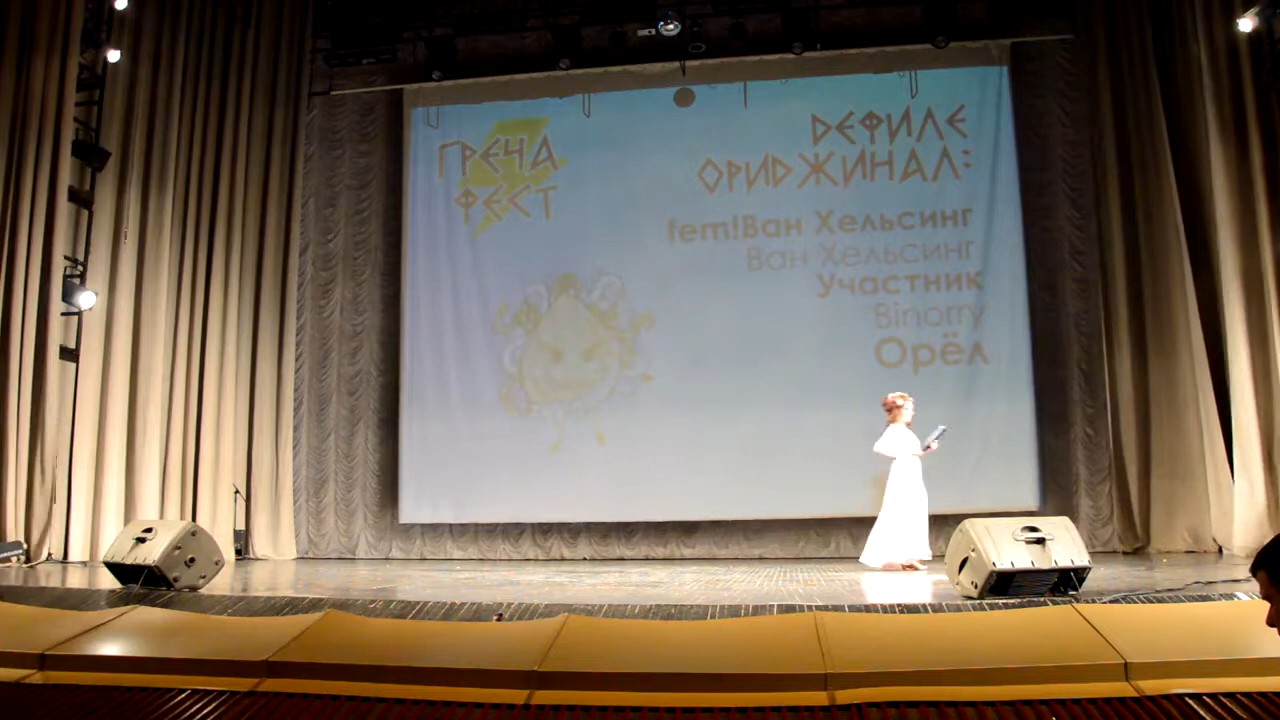 ГРЕЧА
ФЕСТ
ДЕФИЛЕ
ОРИДЖИНАЛ:
fem!Ван Хельсинг
Ван Хельсинг
Участник
Binorry
Орёл